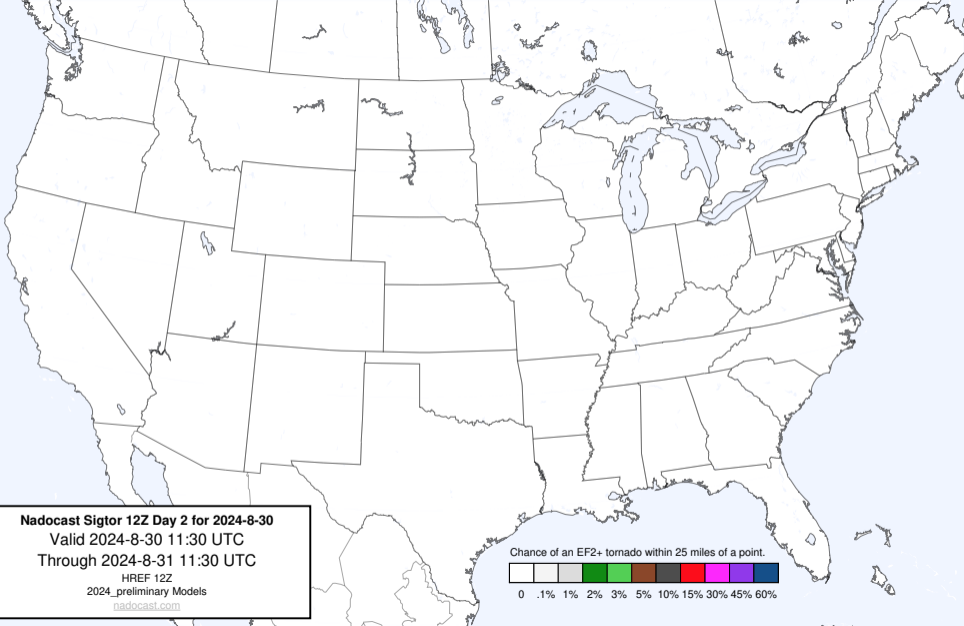 Nadocast Sigtor 12Z Day 2 for 2024-8-30
Valid 2024-8-30 11:30 UTC
Through 2024-8-31 11:30 UTC
HREF 12Z
2024_preliminary Models
nadocast.com
Chance of an EF2+ tornado within 25 miles of a point.
0 .1% 1% 2% 3% 5% 10% 15% 30% 45% 60%